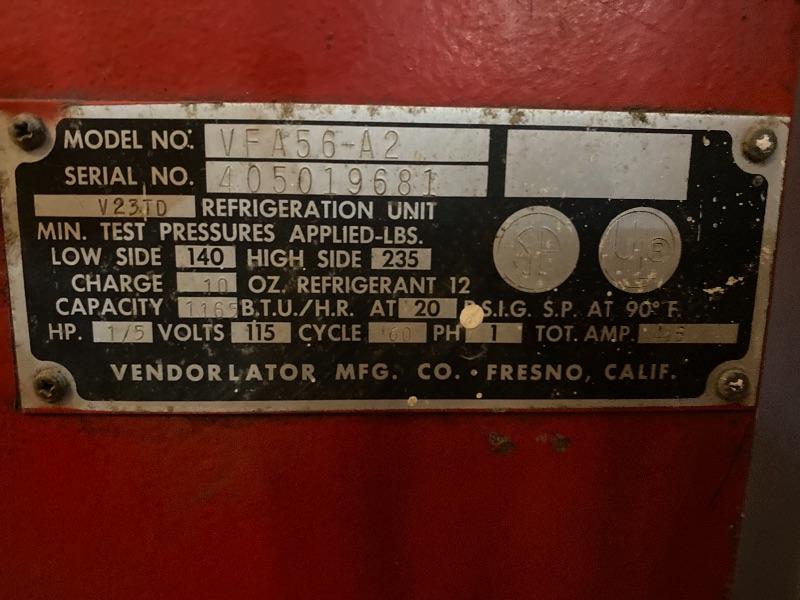 MODEL NO. VFA56-A2
SERIAL NO. 405019681
V23TD REFRIGERATION UNIT
MIN. TEST PRESSURES APPLIED-LBS.
LOW SIDE 140 HIGH SIDE 235
CHARGE 10 OZ. REFRIGERANT 12
CAPACITY 1165 B.T.U./H.R. AT 20 P.S.I.G. S.P. AT 90°F.
HP. 1/5 VOLTS 115 CYCLE 60 PH 1 TOT. AMP.
VENDORLATOR MFG. CO. • FRESNO, CALIF.